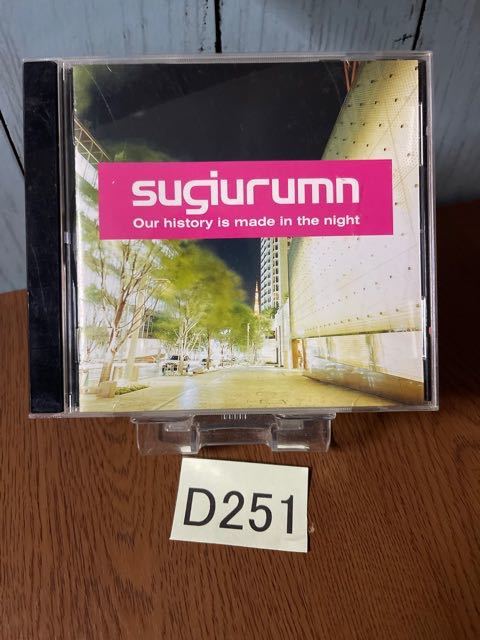 sugiurumn
Our history is made in the night
D251